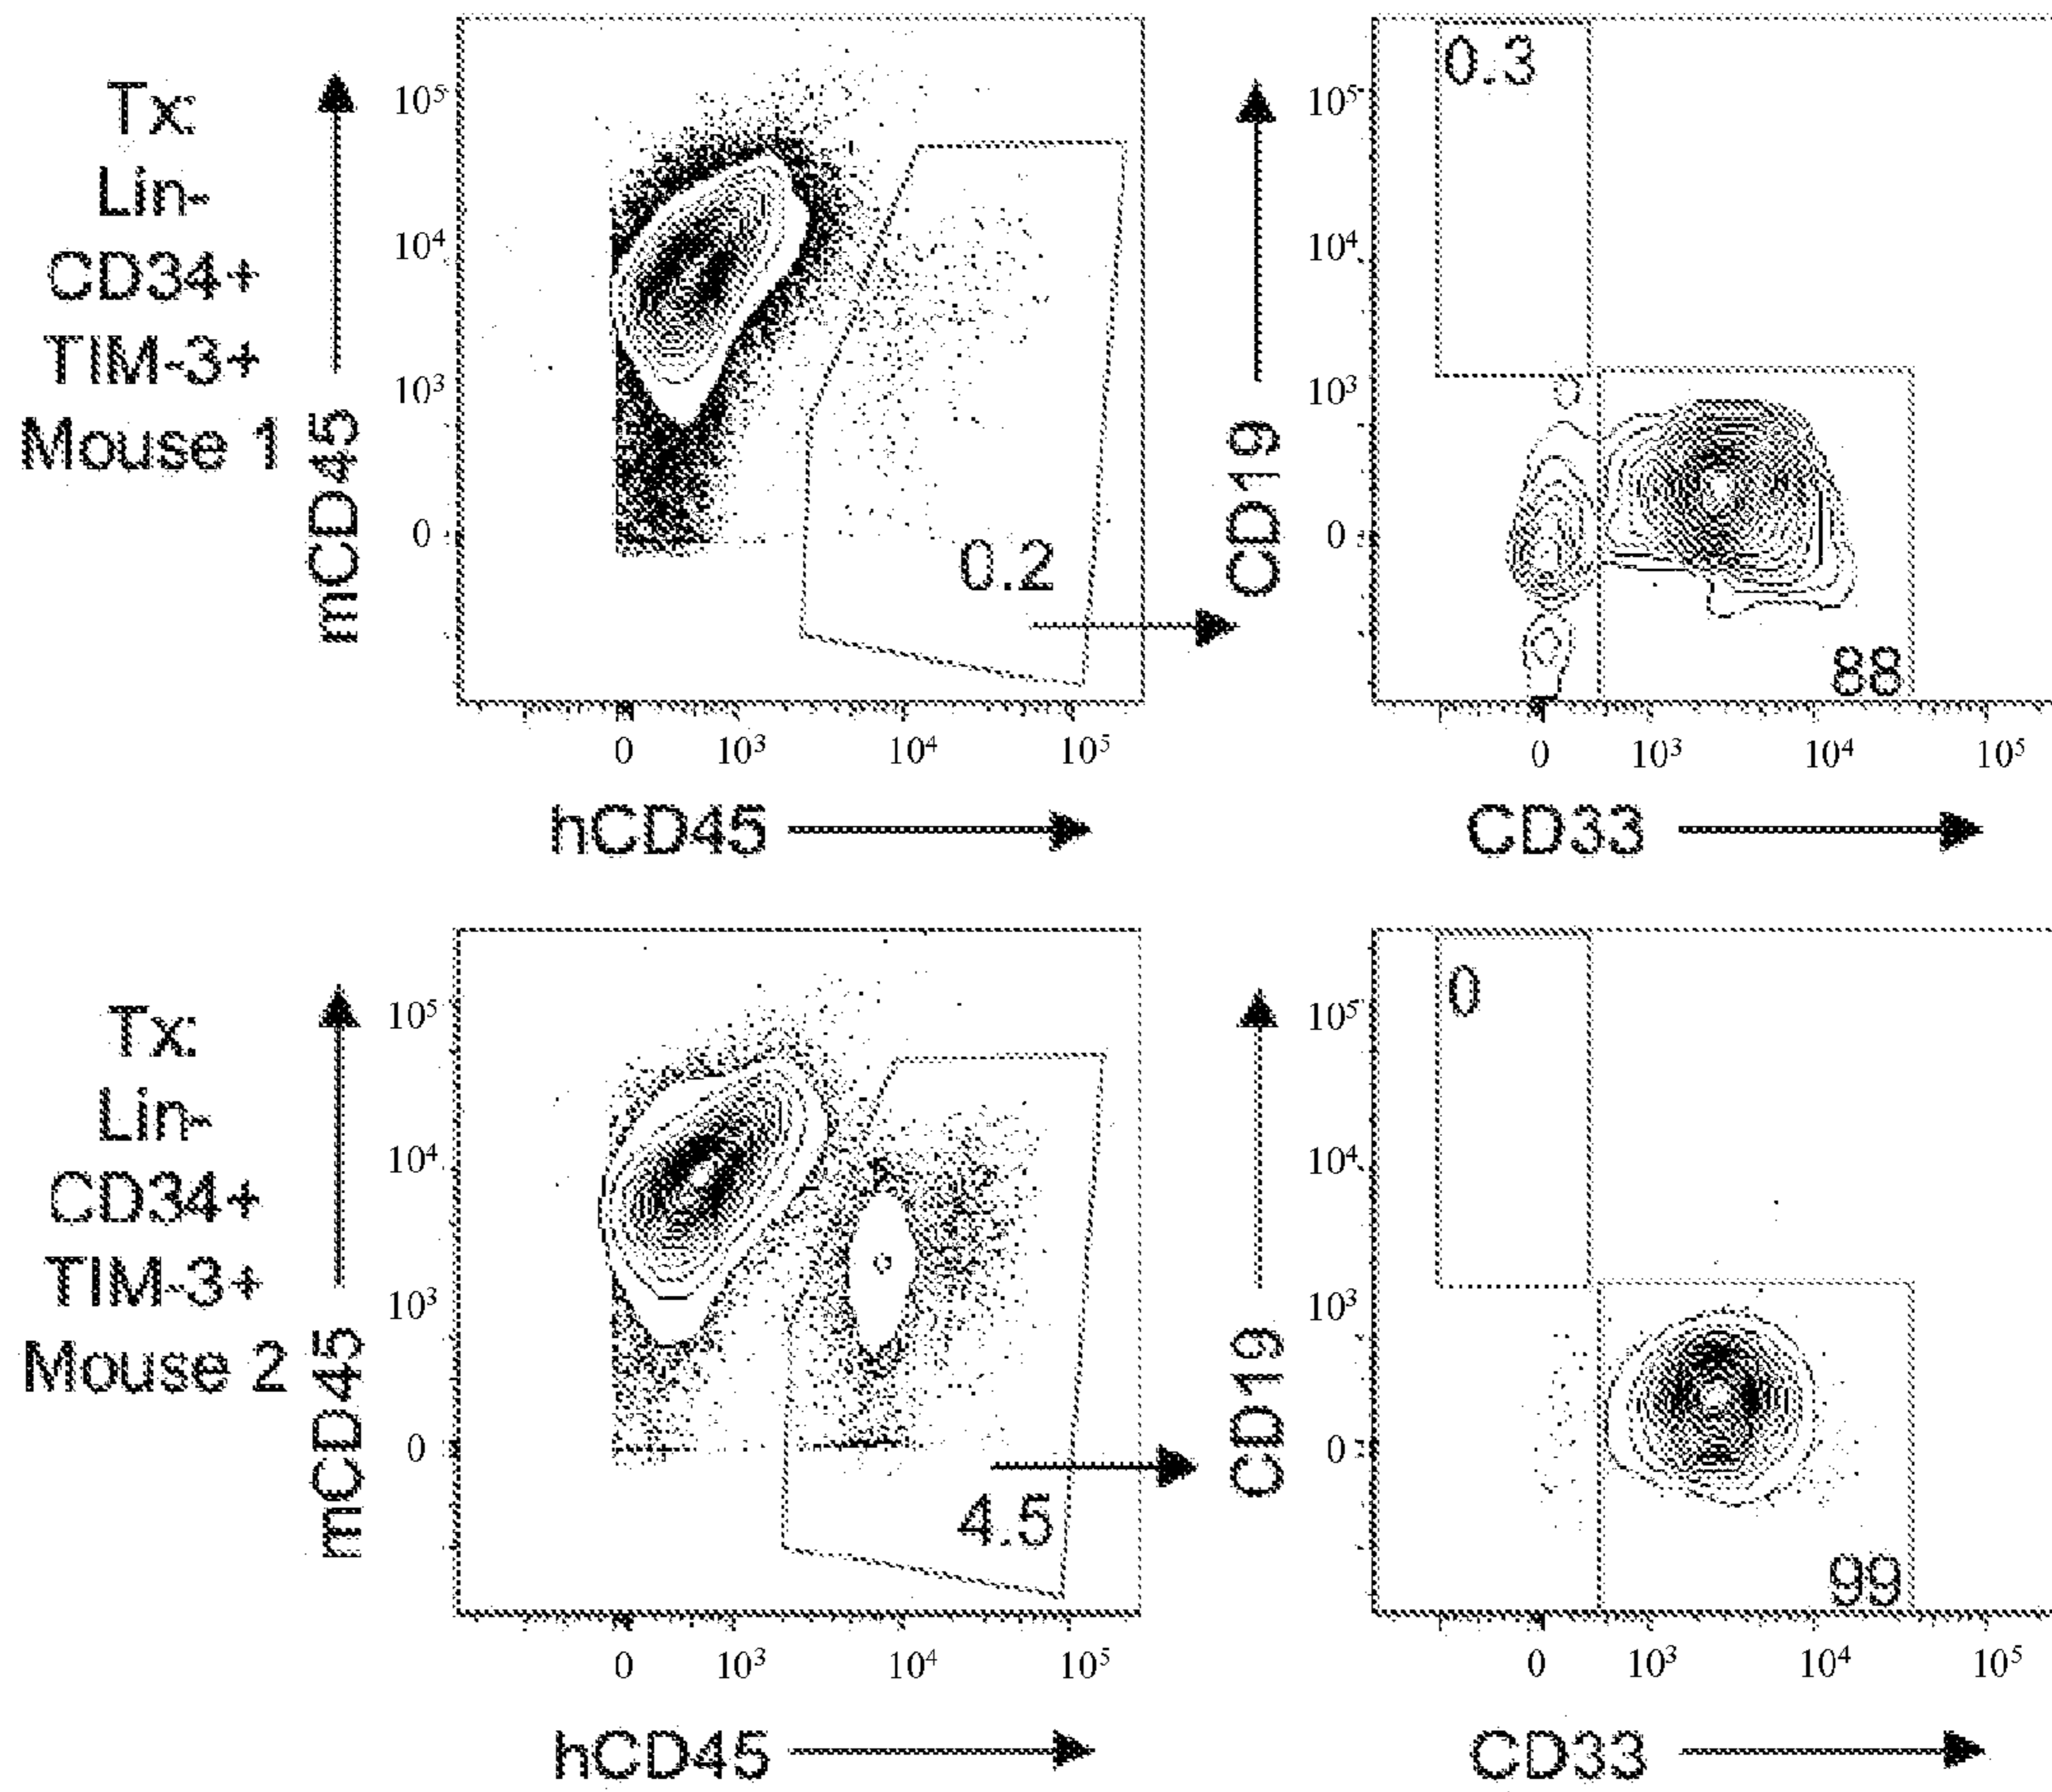 Tx:
Lin-
CD34+
TIM-3+
Mouse 1
mCD45
10⁵
10⁴
10³
0
0.2
0
10³
10⁴
10⁵
hCD45
CD19
10⁵
10⁴
10³
0
0.3
88
0
10³
10⁴
10⁵
CD33
Tx:
Lin-
CD34+
TIM-3+
Mouse 2
mCD45
10⁵
10⁴
10³
0
4.5
0
10³
10⁴
10⁵
hCD45
CD19
10⁵
10⁴
10³
0
0
99
0
10³
10⁴
10⁵
CD33